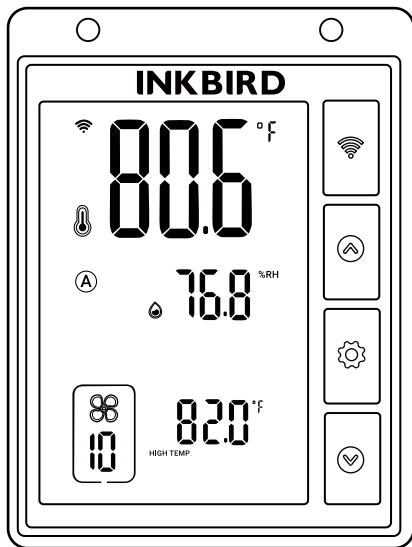 INKBIRD
80.6 °F
A
76.8 %RH
82.0 °F
10
HIGH TEMP.